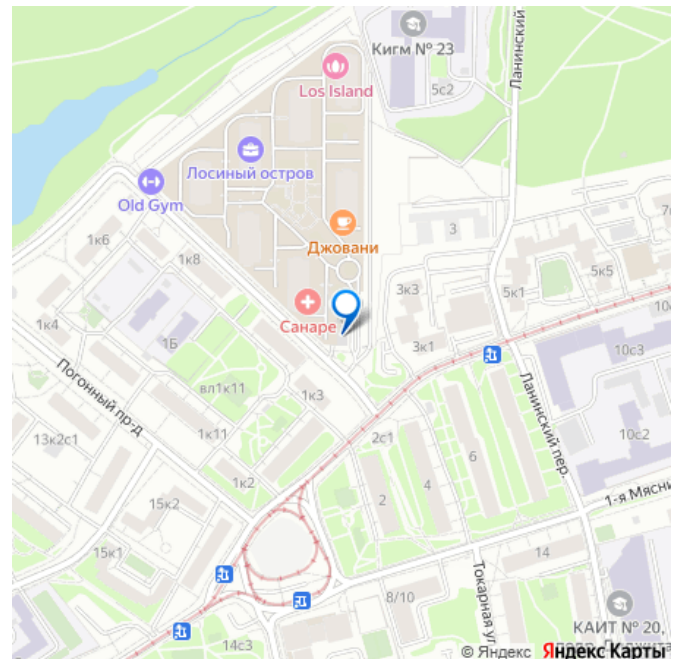 Кигм № 23
Ланинский
5с2
Los Island
Лосиный остров
Old Gym
3
7
1к6
Джовани
1к8
5к5
5к1
3к3
Санаре
10
1к4
1Б
3к1
10с3
Погонный пр-д
вл1к11
1к3
Ланинский пер.
13к2с1
1к11
2с1
10с2
6
1к2
4
15к2
2
1-я Мясни
15к1
14
8/10
Токарная ул
КАИТ № 20,
14с3
© Яндекс Яндекс Карты